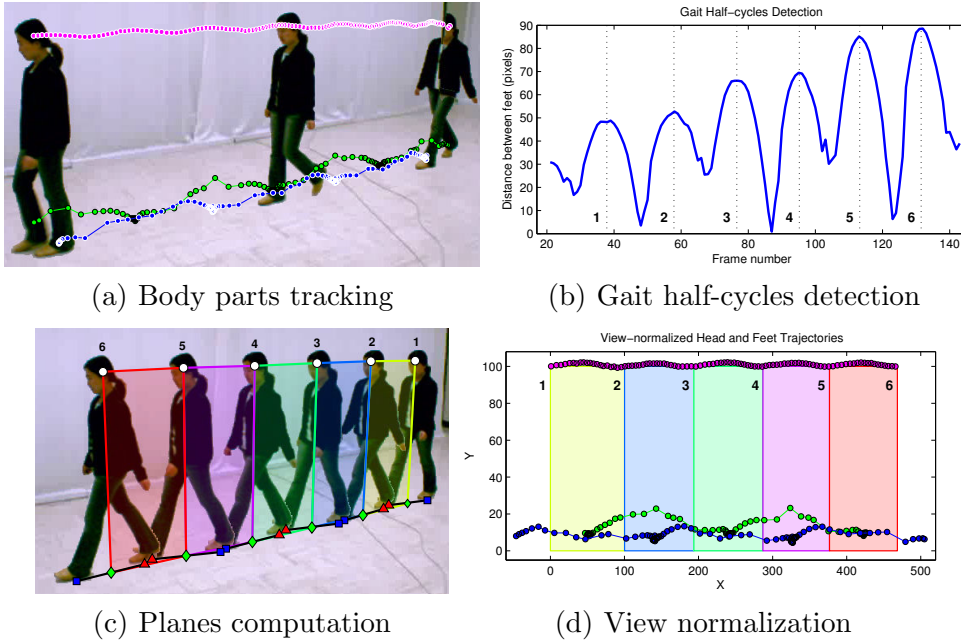 (a) Body parts tracking
Gait Half-cycles Detection
Distance between feet (pixels)
90
80
70
60
50
40
30
20
10
0
1 2 3 4 5 6
20 40 60 80 100 120 140
Frame number
(b) Gait half-cycles detection
6 5 4 3 2 1
(c) Planes computation
View-normalized Head and Feet Trajectories
Y
100
80
60
40
20
0
1 2 3 4 5 6
0 100 200 300 400 500
X
(d) View normalization